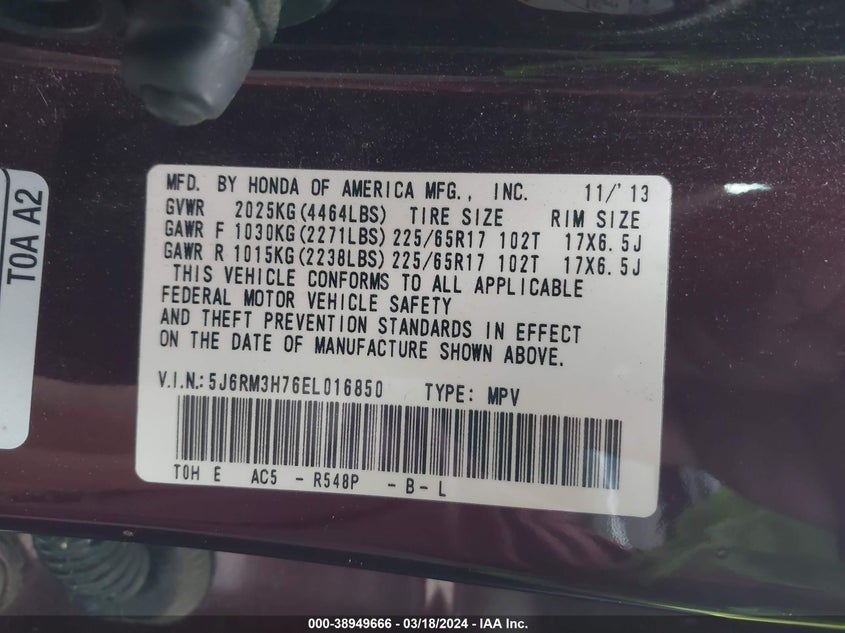 MFD. BY HONDA OF AMERICA MFG., INC. 11/'13
GVWR 2025KG(4464LBS) TIRE SIZE RIM SIZE
GAWR F 1030KG(2271LBS) 225/65R17 102T 17X6.5J
GAWR R 1015KG(2238LBS) 225/65R17 102T 17X6.5J
THIS VEHICLE CONFORMS TO ALL APPLICABLE
FEDERAL MOTOR VEHICLE SAFETY
AND THEFT PREVENTION STANDARDS IN EFFECT
ON THE DATE OF MANUFACTURE SHOWN ABOVE.
V.I.N.:5J6RM3H76EL016850 TYPE: MPV
T0H E AC5 - R548P - B - L
T0A A2
000-38949666 - 03/18/2024 - IAA Inc.